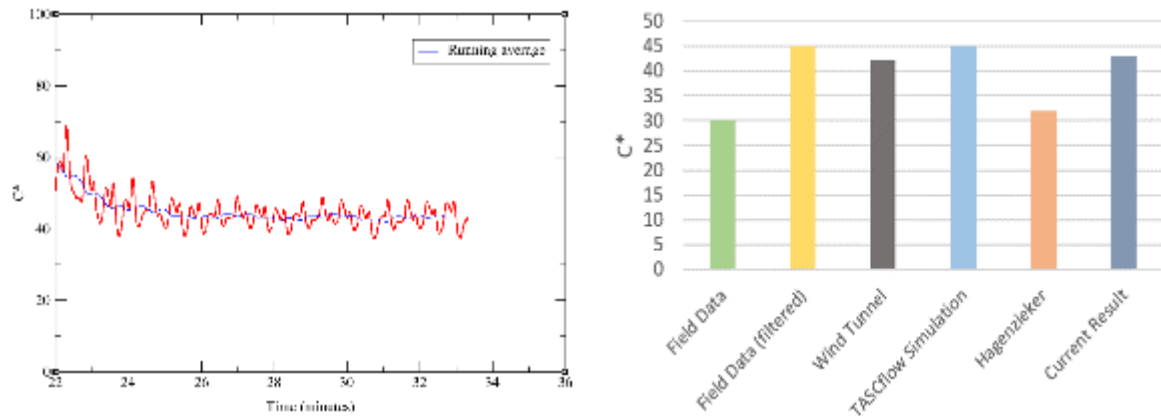 100
80
60
40
20
0
C*
Running average
22 24 26 28 30 32 34 36
Time (minutes)
50
45
40
35
30
25
20
15
10
5
0
C*
Field Data
Field Data (filtered)
Wind Tunnel
TASCflow Simulation
Hagenzieker
Current Result